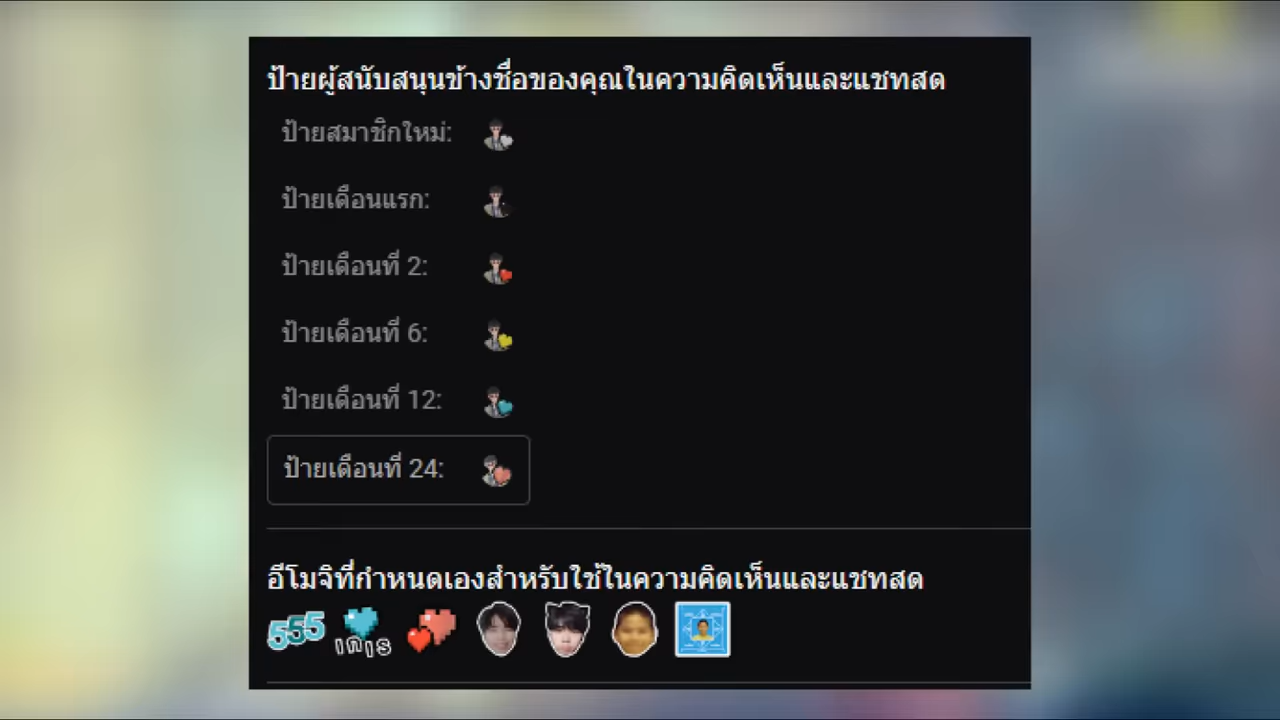 ป้ายผู้สนับสนุนข้างชื่อของคุณในความคิดเห็นและแชทสด
ป้ายสมาชิกใหม่:
ป้ายเดือนแรก:
ป้ายเดือนที่ 2:
ป้ายเดือนที่ 6:
ป้ายเดือนที่ 12:
ป้ายเดือนที่ 24:
อีโมจิที่กำหนดเองสำหรับใช้ในความคิดเห็นและแชทสด
555